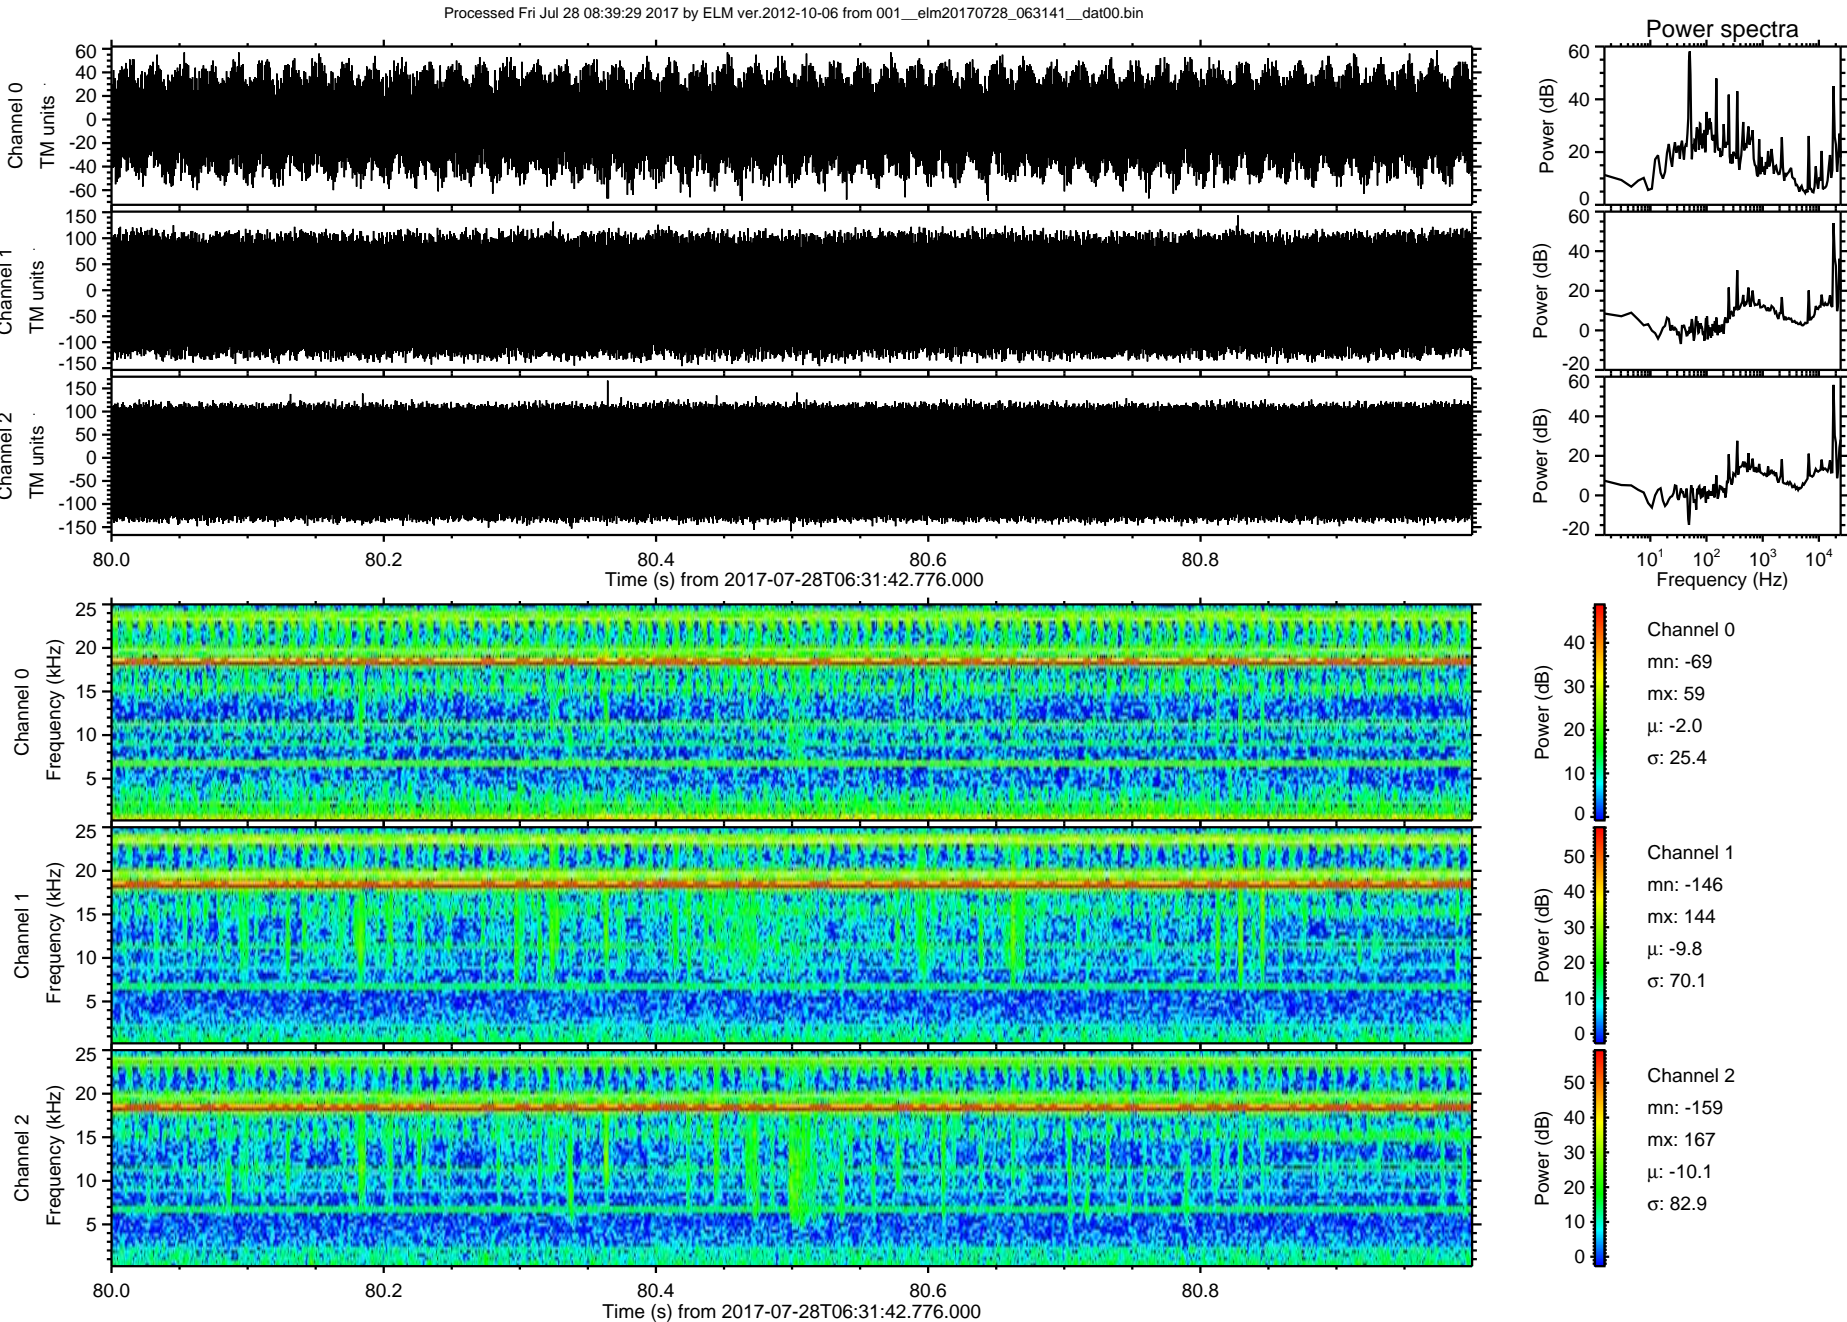 Processed Fri Jul 28 08:39:29 2017 by ELM ver.2012-10-06 from 001__elm20170728_063141__dat00.bin
Power spectra
Channel 0
TM units
60
40
20
0
-20
-40
-60
Power (dB)
60
40
20
0
Channel 1
TM units
150
100
50
0
-50
-100
-150
Power (dB)
60
40
20
0
-20
Channel 2
TM units
150
100
50
0
-50
-100
-150
Power (dB)
60
40
20
0
-20
80.0 80.2 80.4 80.6 80.8
Time (s) from 2017-07-28T06:31:42.776.000
10^1 10^2 10^3 10^4
Frequency (Hz)
Channel 0
Frequency (kHz)
25
20
15
10
5
Power (dB)
40
30
20
10
0
Channel 0
mn: -69
mx: 59
μ: -2.0
σ: 25.4
Channel 1
Frequency (kHz)
25
20
15
10
5
Power (dB)
50
40
30
20
10
0
Channel 1
mn: -146
mx: 144
μ: -9.8
σ: 70.1
Channel 2
Frequency (kHz)
25
20
15
10
5
Power (dB)
50
40
30
20
10
0
Channel 2
mn: -159
mx: 167
μ: -10.1
σ: 82.9
80.0 80.2 80.4 80.6 80.8
Time (s) from 2017-07-28T06:31:42.776.000